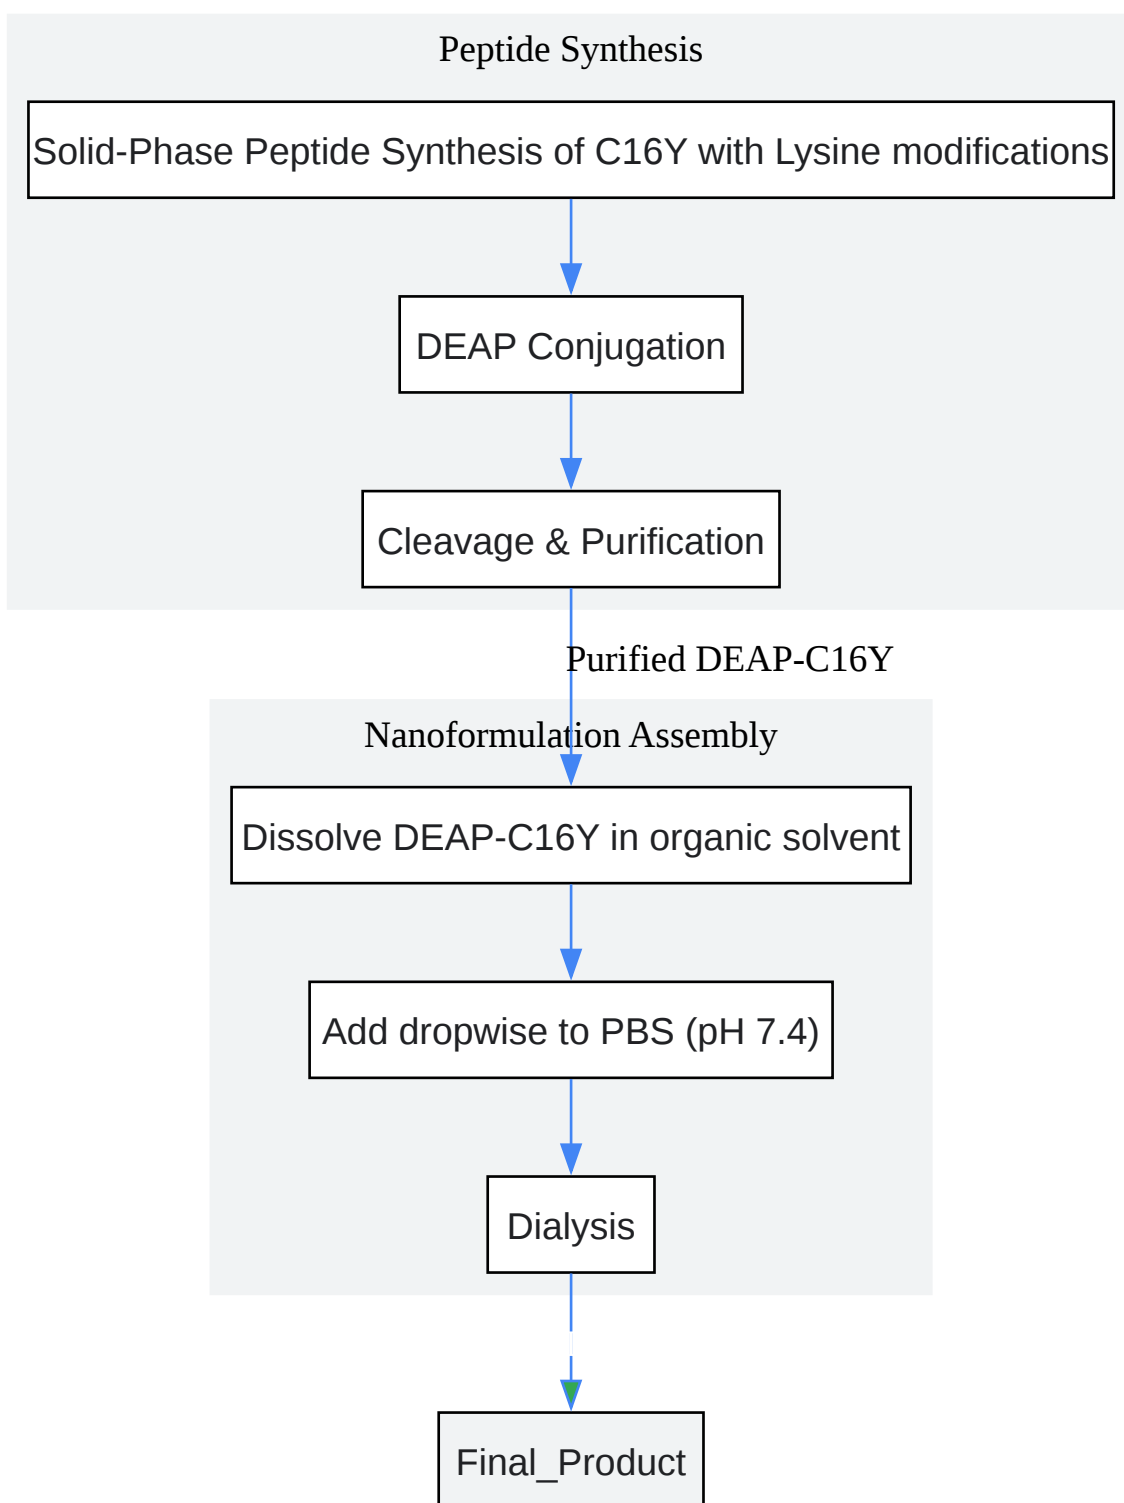 Peptide Synthesis
Solid-Phase Peptide Synthesis of C16Y with Lysine modifications
DEAP Conjugation
Cleavage & Purification
Purified DEAP-C16Y
Nanoformulation Assembly
Dissolve DEAP-C16Y in organic solvent
Add dropwise to PBS (pH 7.4)
Dialysis
Final_Product